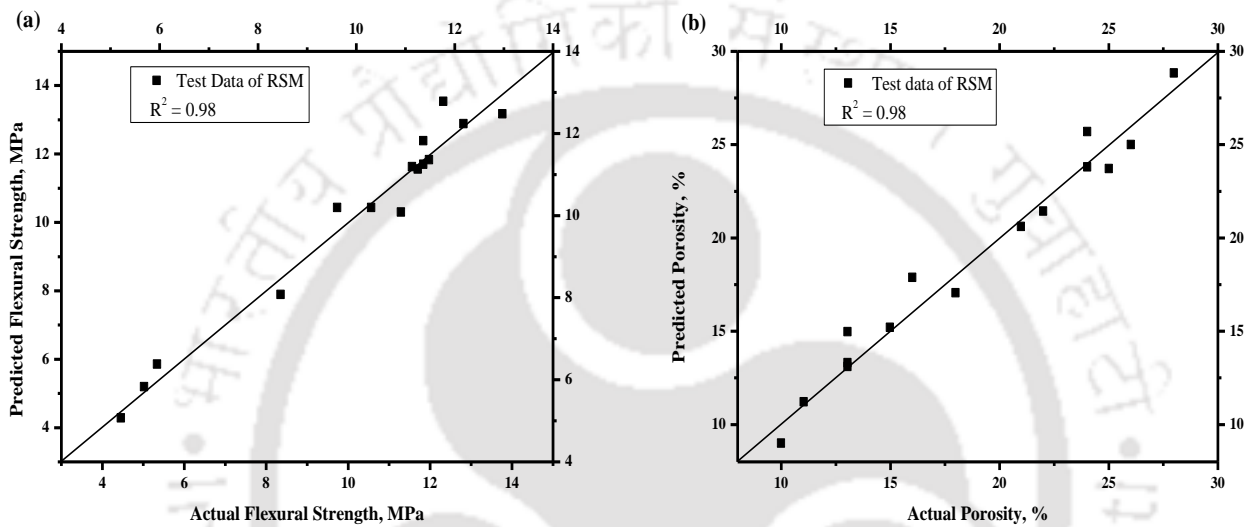 (a)
4 6 8 10 12 14
14
12
10
8
6
4
14
12
10
8
6
4
■ Test Data of RSM
R² = 0.98
Predicted Flexural Strength, MPa
4 6 8 10 12 14
Actual Flexural Strength, MPa
(b)
10 15 20 25 30
30
25
20
15
10
30
25
20
15
10
■ Test data of RSM
R² = 0.98
Predicted Porosity, %
10 15 20 25 30
Actual Porosity, %